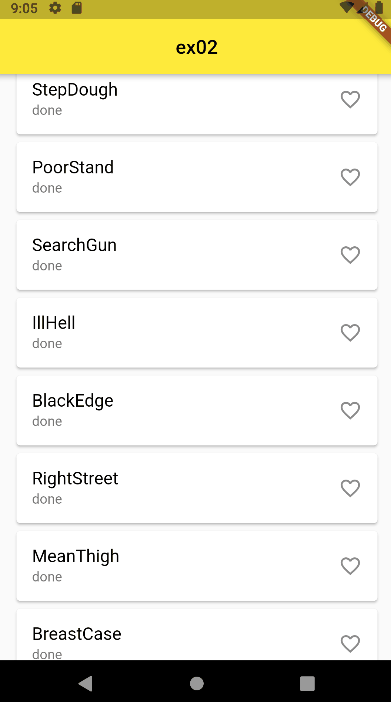 9:05
DEBUG
ex02
StepDough
done
PoorStand
done
SearchGun
done
IllHell
done
BlackEdge
done
RightStreet
done
MeanThigh
done
BreastCase
done